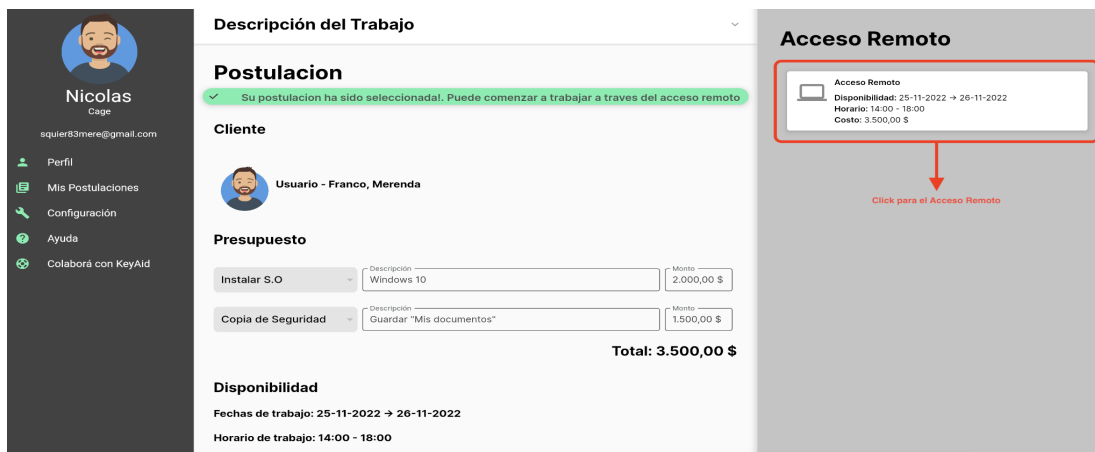 Nicolas
Cage
squier83mere@gmail.com
Perfil
Mis Postulaciones
Configuración
Ayuda
Colaborá con KeyAid
Descripción del Trabajo
Postulacion
Su postulacion ha sido seleccionada!. Puede comenzar a trabajar a traves del acceso remoto
Cliente
Usuario - Franco, Merenda
Presupuesto
Instalar S.O
Descripción
Windows 10
Monto
2.000,00 $
Copia de Seguridad
Descripción
Guardar "Mis documentos"
Monto
1.500,00 $
Total: 3.500,00 $
Disponibilidad
Fechas de trabajo: 25-11-2022 → 26-11-2022
Horario de trabajo: 14:00 - 18:00
Acceso Remoto
Acceso Remoto
Disponibilidad: 25-11-2022 → 26-11-2022
Horario: 14:00 - 18:00
Costo: 3.500,00 $
Click para el Acceso Remoto